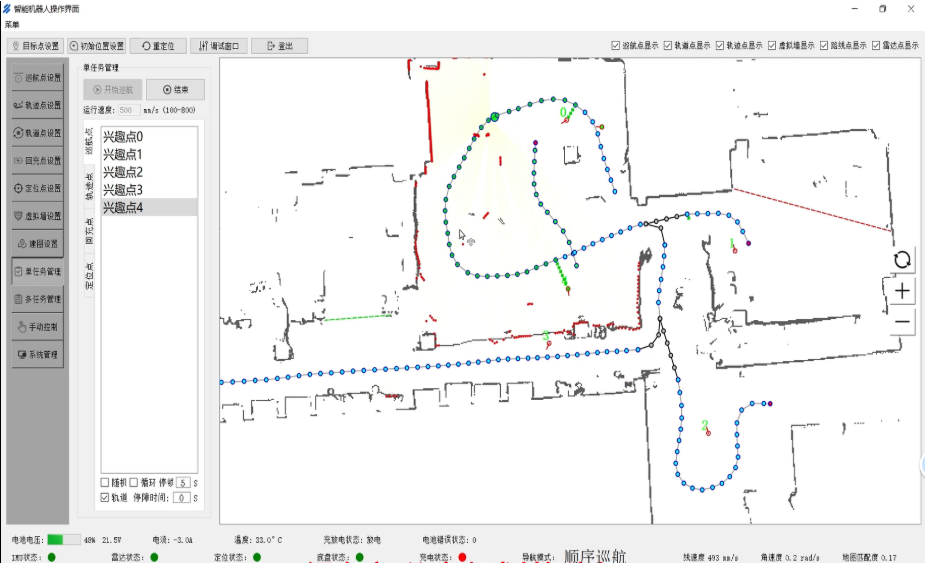 智能机器人操作界面
菜单
目标点设置 初始位置设置 重定位 调试窗口 登出
巡航点显示 轨道点显示 轨迹点显示 虚拟墙显示 路线点显示 雷达点显示
巡航点设置
轨迹点设置
轨道点设置
回充点设置
定位点设置
虚拟墙设置
建图设置
单任务管理
多任务管理
手动控制
系统管理
单任务管理
开始巡航 结束
运行速度: 500 mm/s (100-800)
巡航点
轨迹点
回充点
定位点
兴趣点0
兴趣点1
兴趣点2
兴趣点3
兴趣点4
随机 循环 停顿 5 S
轨道 停障时间: 0 S
0
1
3
2
电池电压: 48% 21.5V 电流: -3.0A 温度: 33.0°C 充放电状态: 放电 电池错误状态: 0
IMU状态: 雷达状态: 定位状态: 底盘状态: 充电状态: 导航模式: 顺序巡航 线速度 493 mm/s 角速度 0.2 rad/s 地图匹配度 0.17